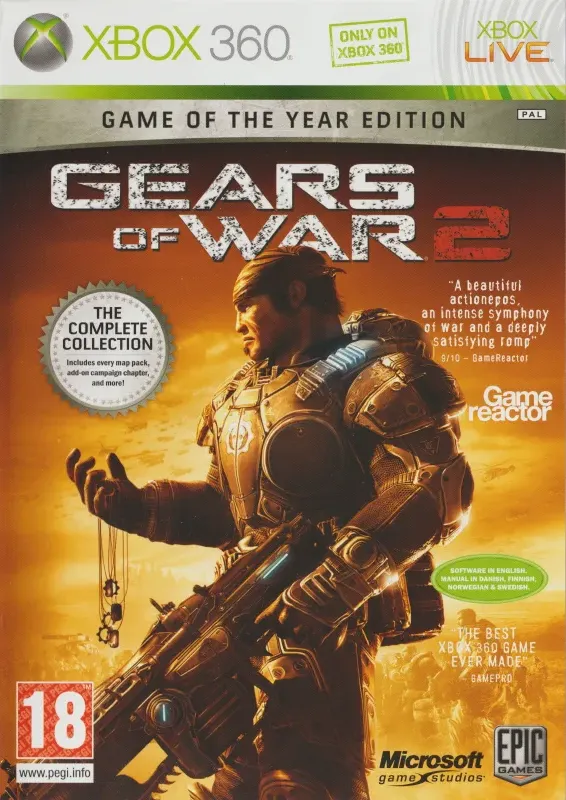 XBOX 360
ONLY ON
XBOX 360
XBOX
LIVE
GAME OF THE YEAR EDITION
PAL
GEARS
OF WAR 2
THE
COMPLETE
COLLECTION
Includes every map pack,
add-on campaign chapter,
and more!
"A beautiful
actionepos,
an intense symphony
of war and a deeply
satisfying romp"
9/10 - GameReactor
Game
reactor
SOFTWARE IN ENGLISH.
MANUAL IN DANISH, FINNISH,
NORWEGIAN & SWEDISH.
"THE BEST
XBOX 360 GAME
EVER MADE"
- GAMEPRO
18
www.pegi.info
Microsoft
game studios
EPIC
GAMES